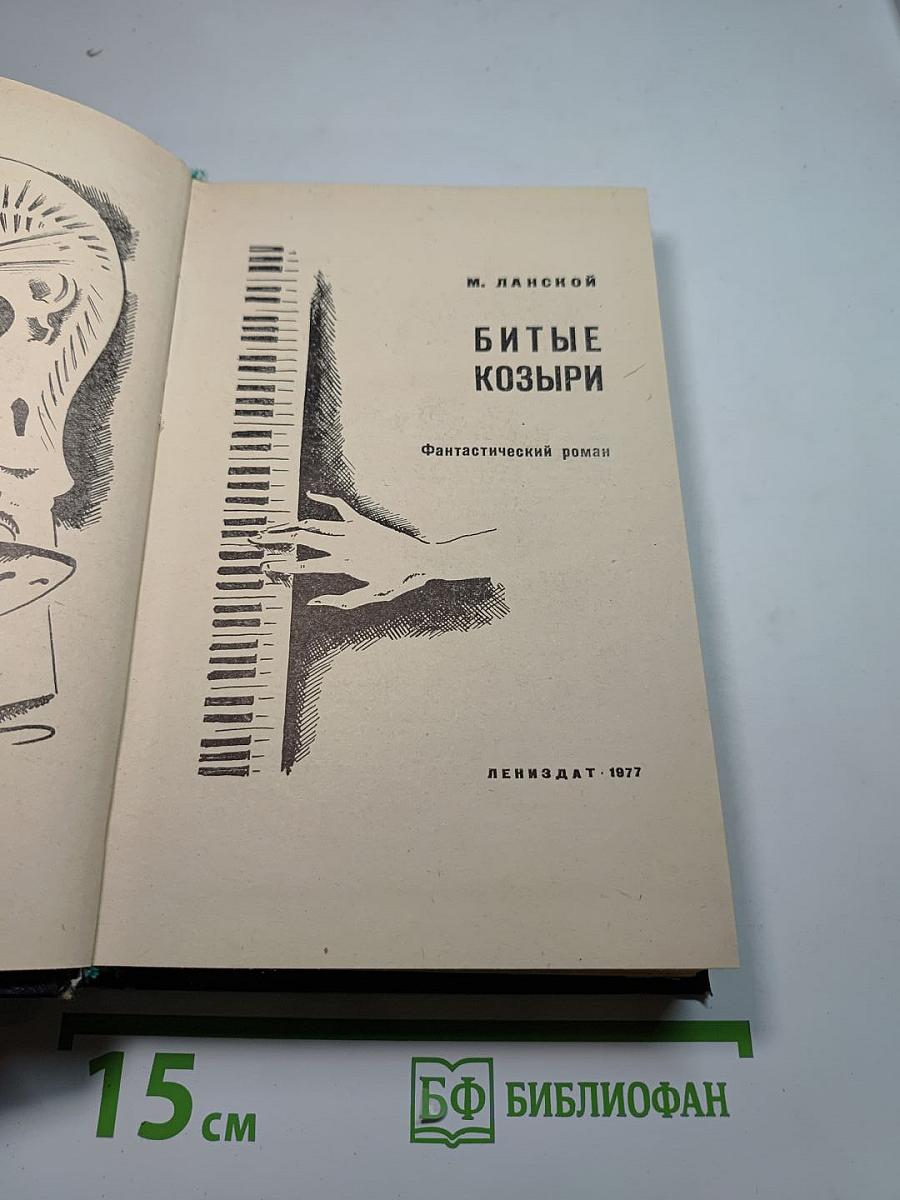 М. ЛАНСКОЙ
БИТЫЕ
КОЗЫРИ
Фантастический роман
ЛЕНИЗДАТ · 1977
15 см
БФ БИБЛИОФАН